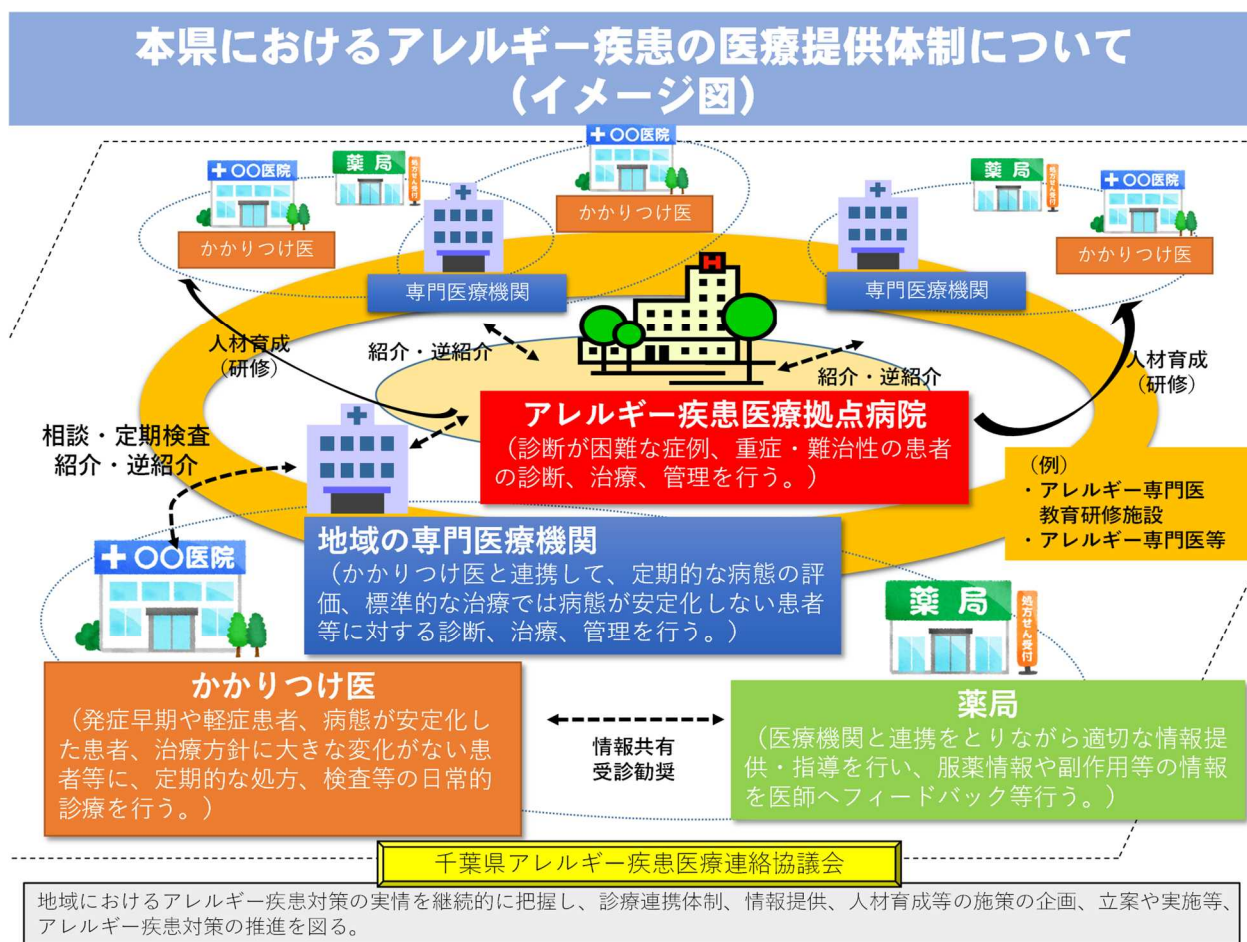 本県におけるアレルギー疾患の医療提供体制について
（イメージ図）
〇〇医院
かかりつけ医
薬局
処方せん受付
〇〇医院
かかりつけ医
薬局
処方せん受付
〇〇医院
かかりつけ医
専門医療機関
専門医療機関
人材育成
（研修）
紹介・逆紹介
紹介・逆紹介
人材育成
（研修）
アレルギー疾患医療拠点病院
（診断が困難な症例、重症・難治性の患者
の診断、治療、管理を行う。）
相談・定期検査
紹介・逆紹介
（例）
・アレルギー専門医
教育研修施設
・アレルギー専門医等
地域の専門医療機関
（かかりつけ医と連携して、定期的な病態の評
価、標準的な治療では病態が安定化しない患者
等に対する診断、治療、管理を行う。）
〇〇医院
かかりつけ医
（発症早期や軽症患者、病態が安定化し
た患者、治療方針に大きな変化がない患
者等に、定期的な処方、検査等の日常的
診療を行う。）
情報共有
受診勧奨
薬局
処方せん受付
薬局
（医療機関と連携をとりながら適切な情報提
供・指導を行い、服薬情報や副作用等の情報
を医師へフィードバック等行う。）
千葉県アレルギー疾患医療連絡協議会
地域におけるアレルギー疾患対策の実情を継続的に把握し、診療連携体制、情報提供、人材育成等の施策の企画、立案や実施等、
アレルギー疾患対策の推進を図る。